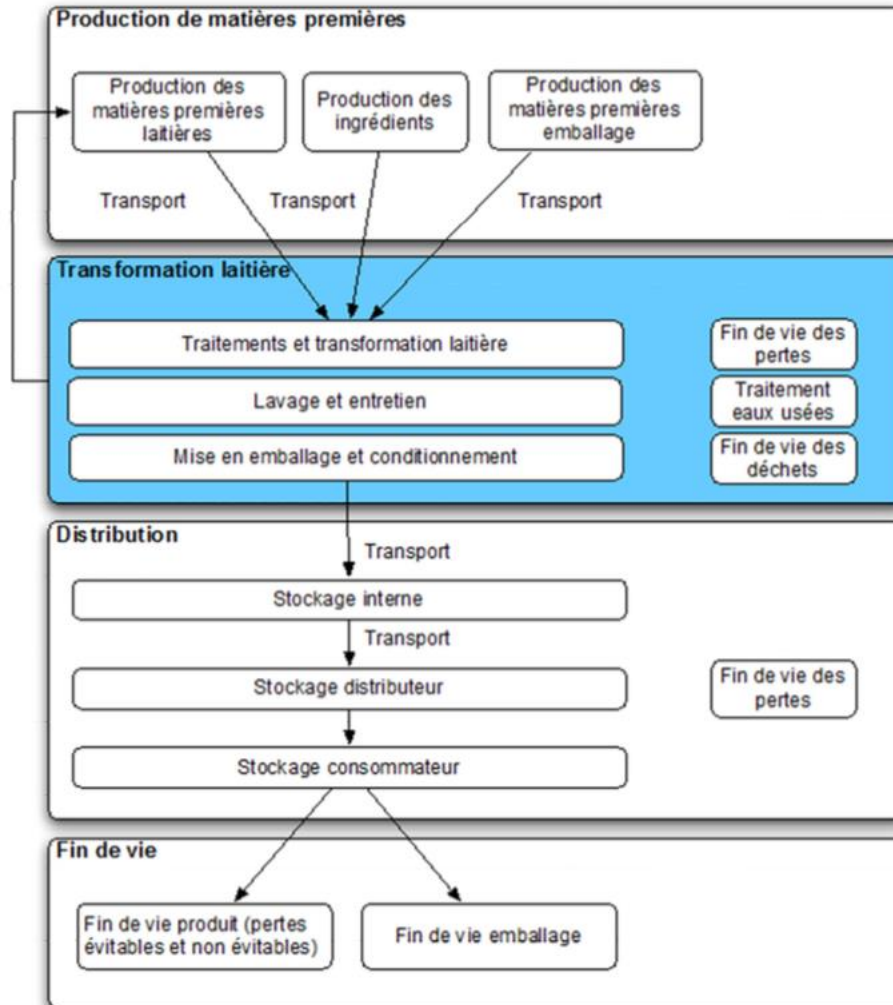 Production de matières premières
Production des
matières premières
laitières
Production des
ingrédients
Production des
matières premières
emballage
Transport
Transport
Transport
Transformation laitière
Traitements et transformation laitière
Fin de vie des
pertes
Lavage et entretien
Traitement
eaux usées
Mise en emballage et conditionnement
Fin de vie des
déchets
Distribution
Transport
Stockage interne
Transport
Stockage distributeur
Fin de vie des
pertes
Stockage consommateur
Fin de vie
Fin de vie produit (pertes
évitables et non évitables)
Fin de vie emballage